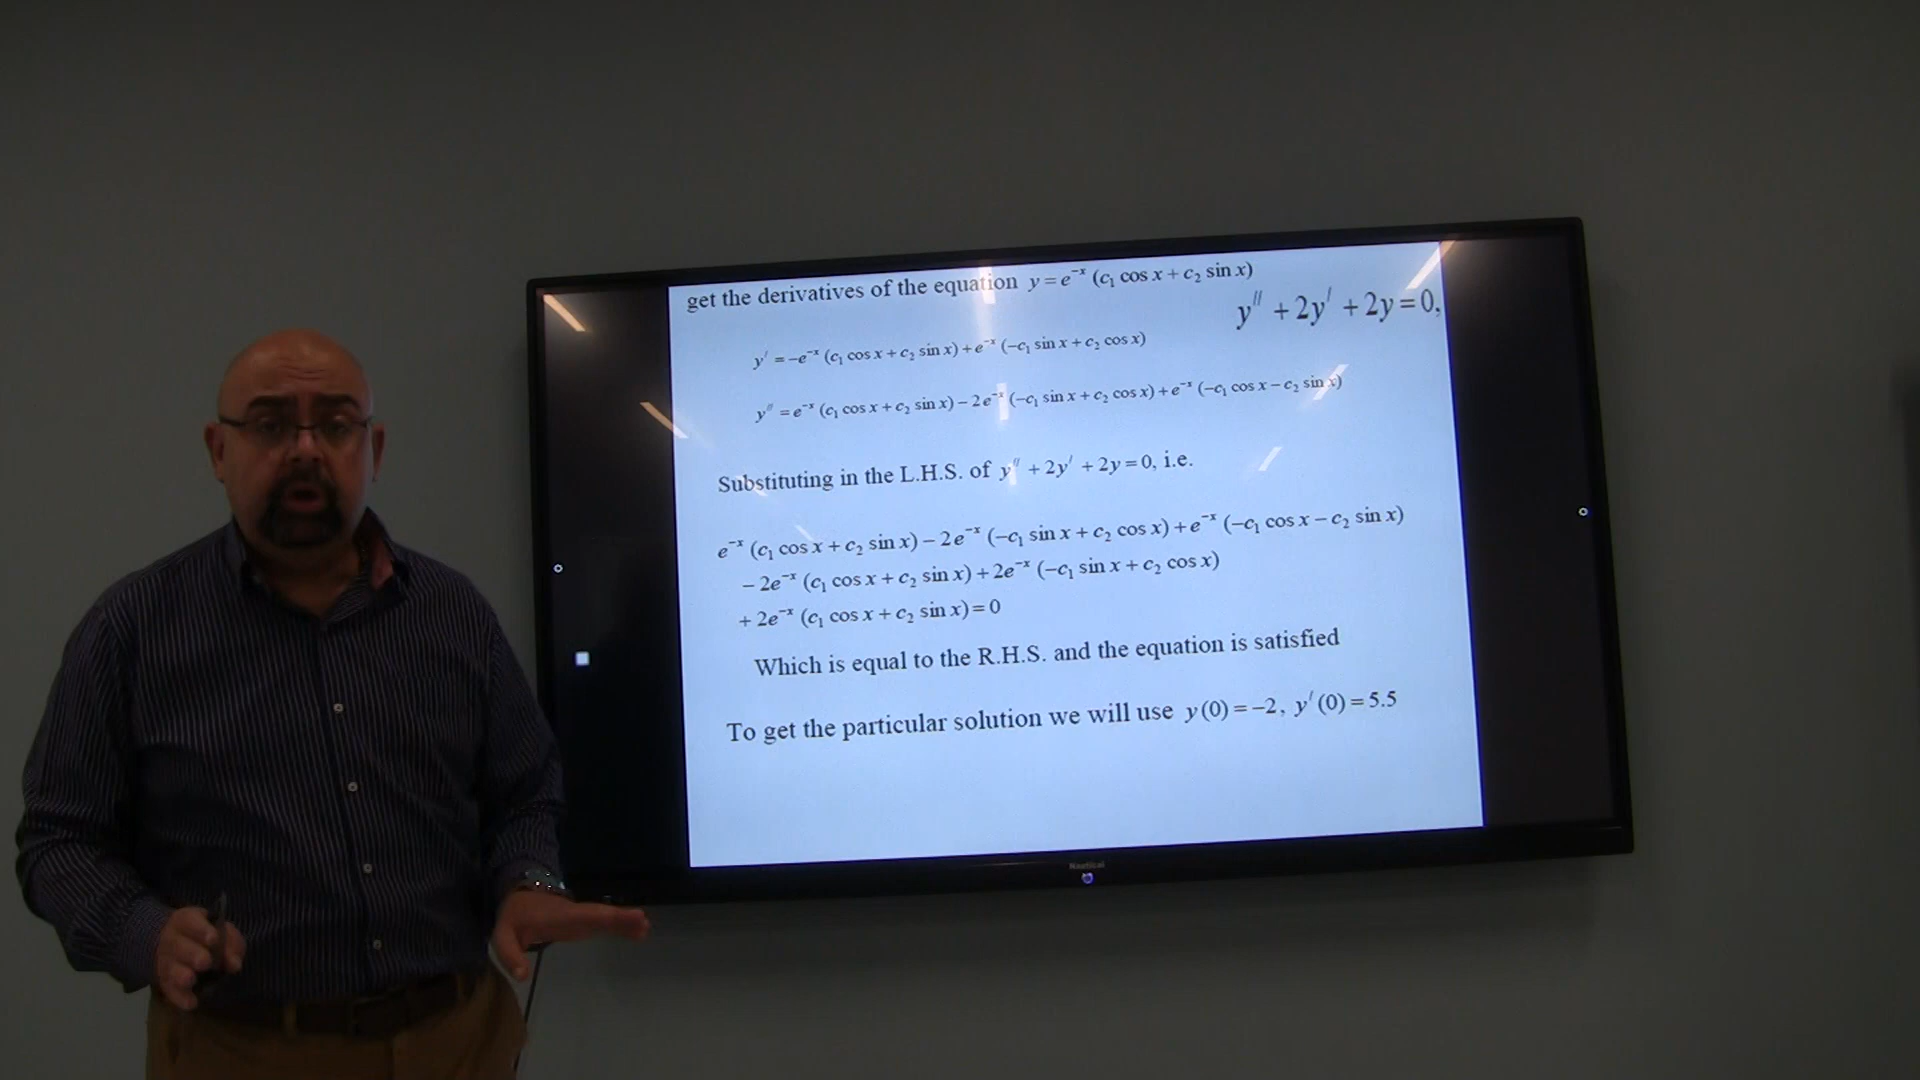 get the derivatives of the equation y = e⁻ˣ (c₁ cos x + c₂ sin x)
y″ + 2y′ + 2y = 0,
y′ = −e⁻ˣ (c₁ cos x + c₂ sin x) + e⁻ˣ (−c₁ sin x + c₂ cos x)
y″ = e⁻ˣ (c₁ cos x + c₂ sin x) − 2e⁻ˣ (−c₁ sin x + c₂ cos x) + e⁻ˣ (−c₁ cos x − c₂ sin x)
Substituting in the L.H.S. of y″ + 2y′ + 2y = 0, i.e.
e⁻ˣ (c₁ cos x + c₂ sin x) − 2e⁻ˣ (−c₁ sin x + c₂ cos x) + e⁻ˣ (−c₁ cos x − c₂ sin x)
− 2e⁻ˣ (c₁ cos x + c₂ sin x) + 2e⁻ˣ (−c₁ sin x + c₂ cos x)
+ 2e⁻ˣ (c₁ cos x + c₂ sin x) = 0
Which is equal to the R.H.S. and the equation is satisfied
To get the particular solution we will use y(0) = −2, y′(0) = 5.5
Nautical